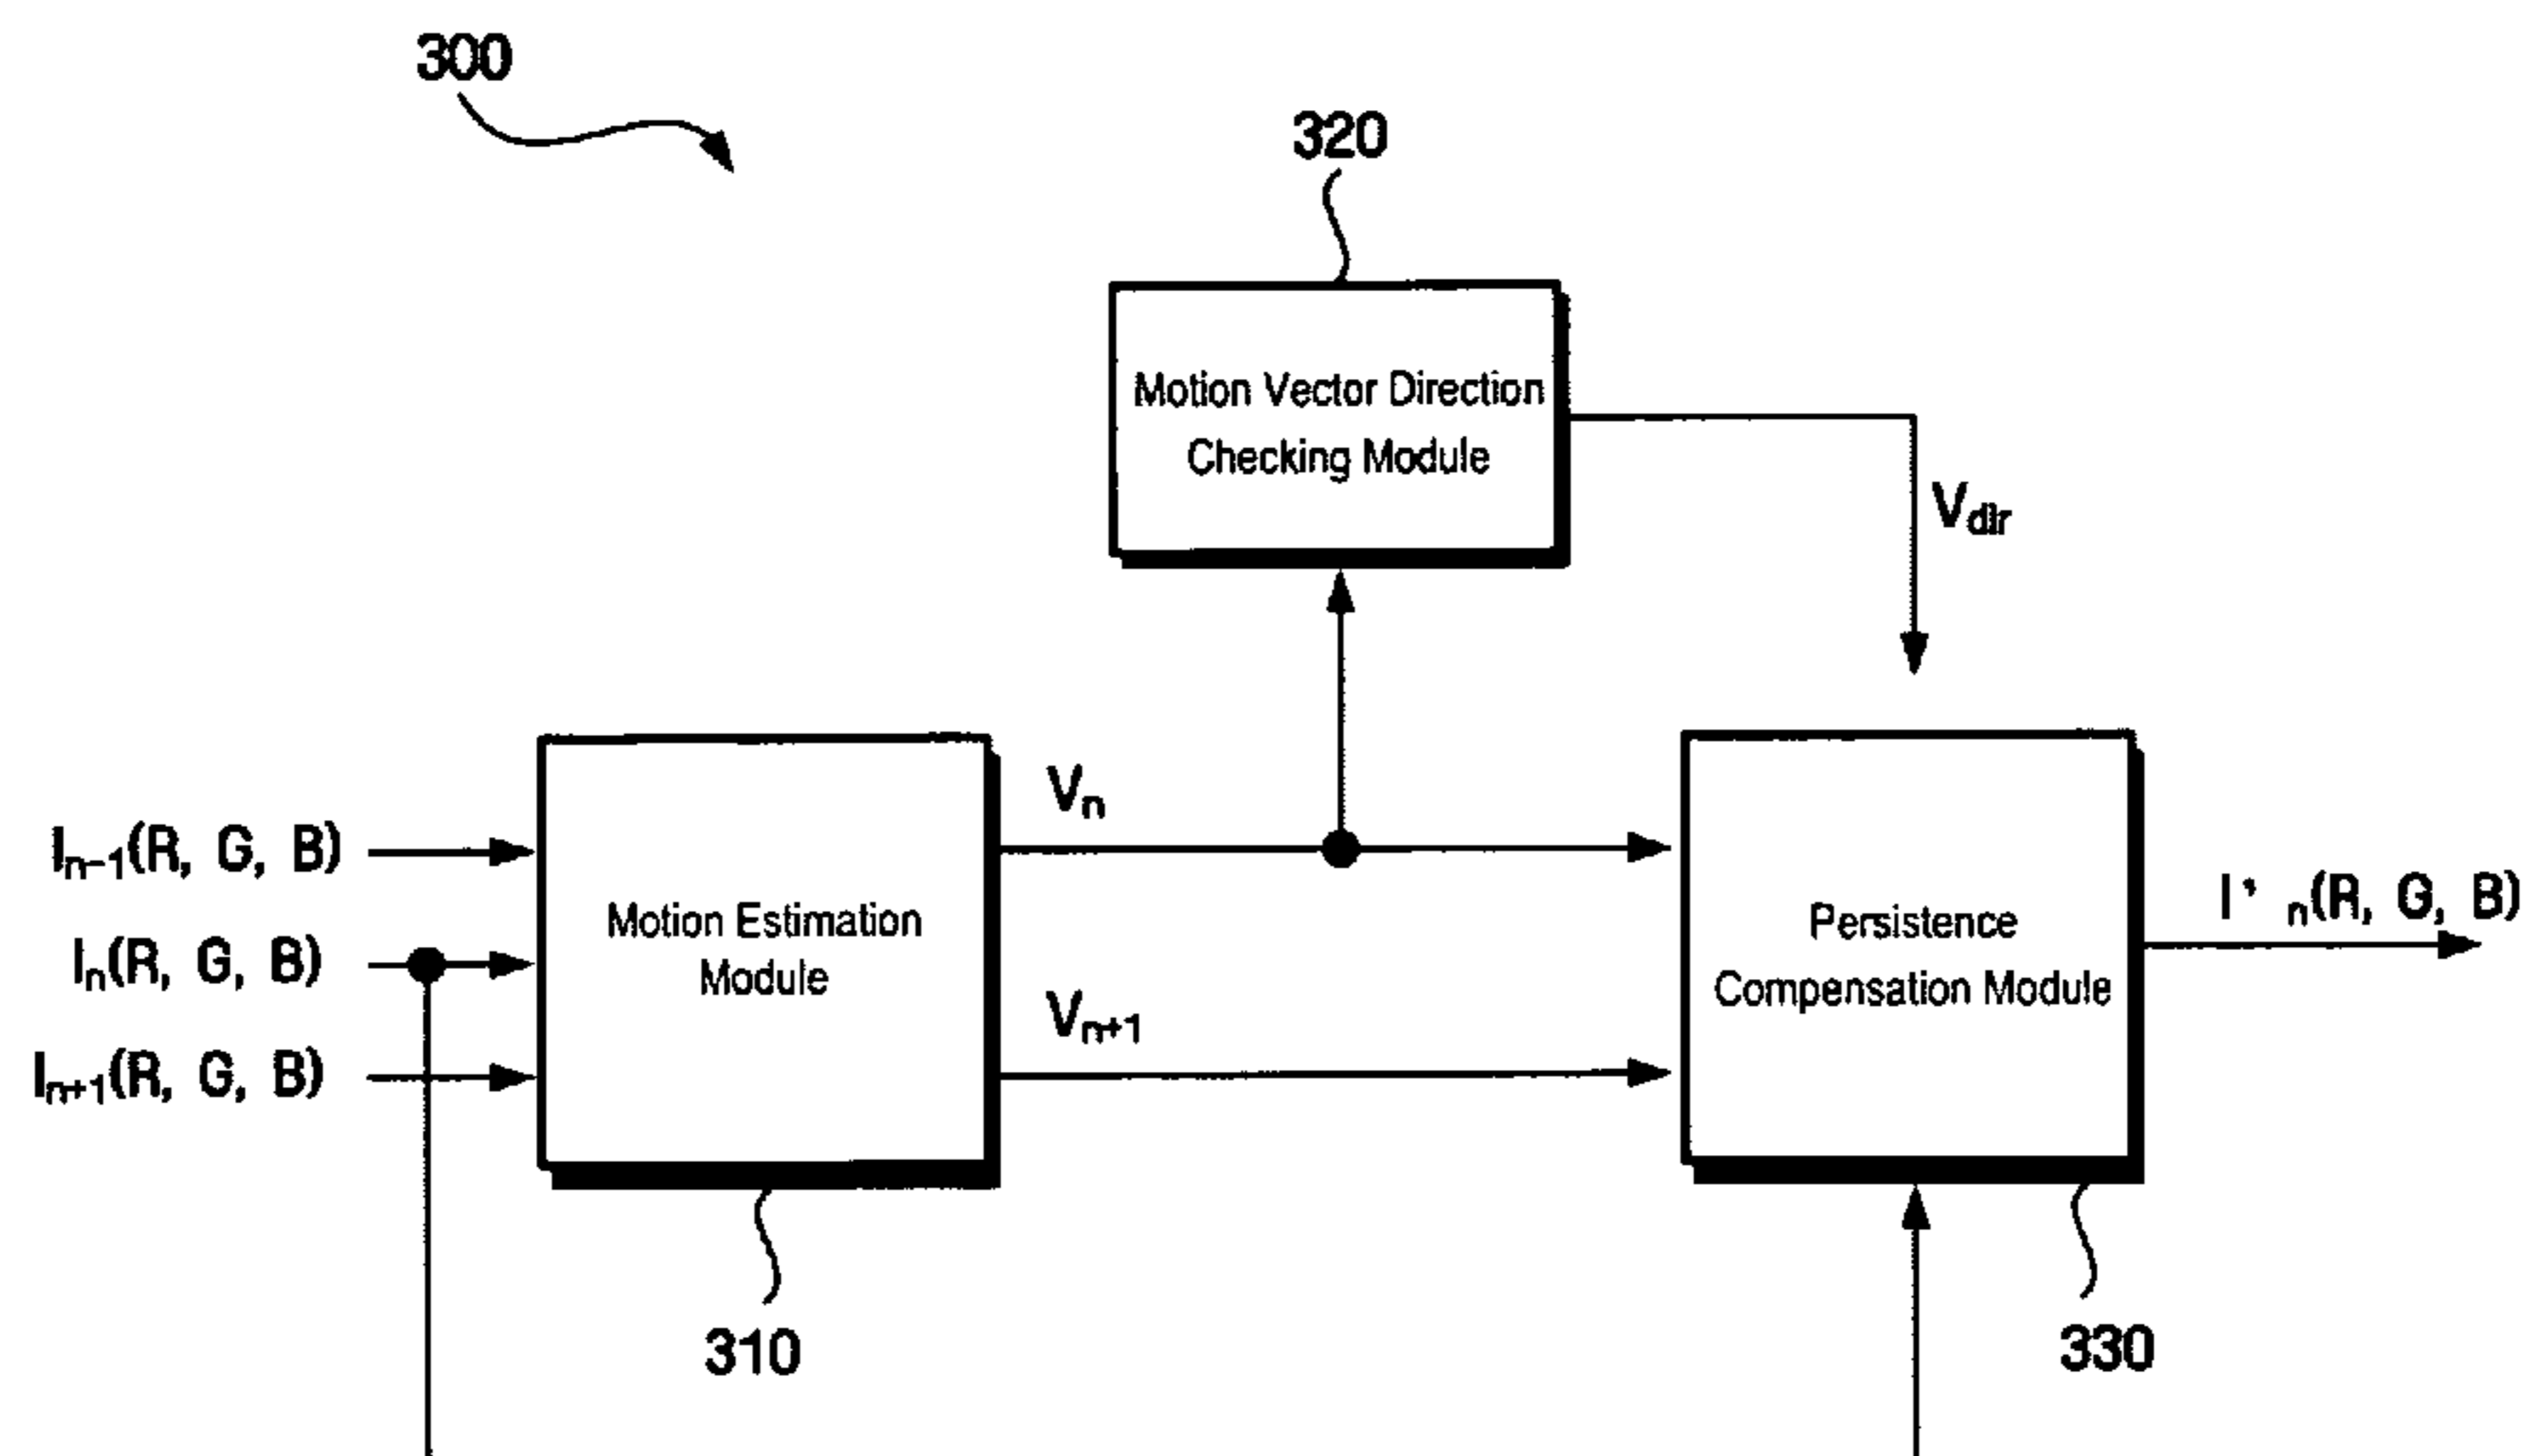 300
320
Motion Vector Direction
Checking Module
Vdir
Vn
In-1(R, G, B)
In(R, G, B)
In+1(R, G, B)
Motion Estimation
Module
Vn+1
Persistence
Compensation Module
I'n(R, G, B)
310
330